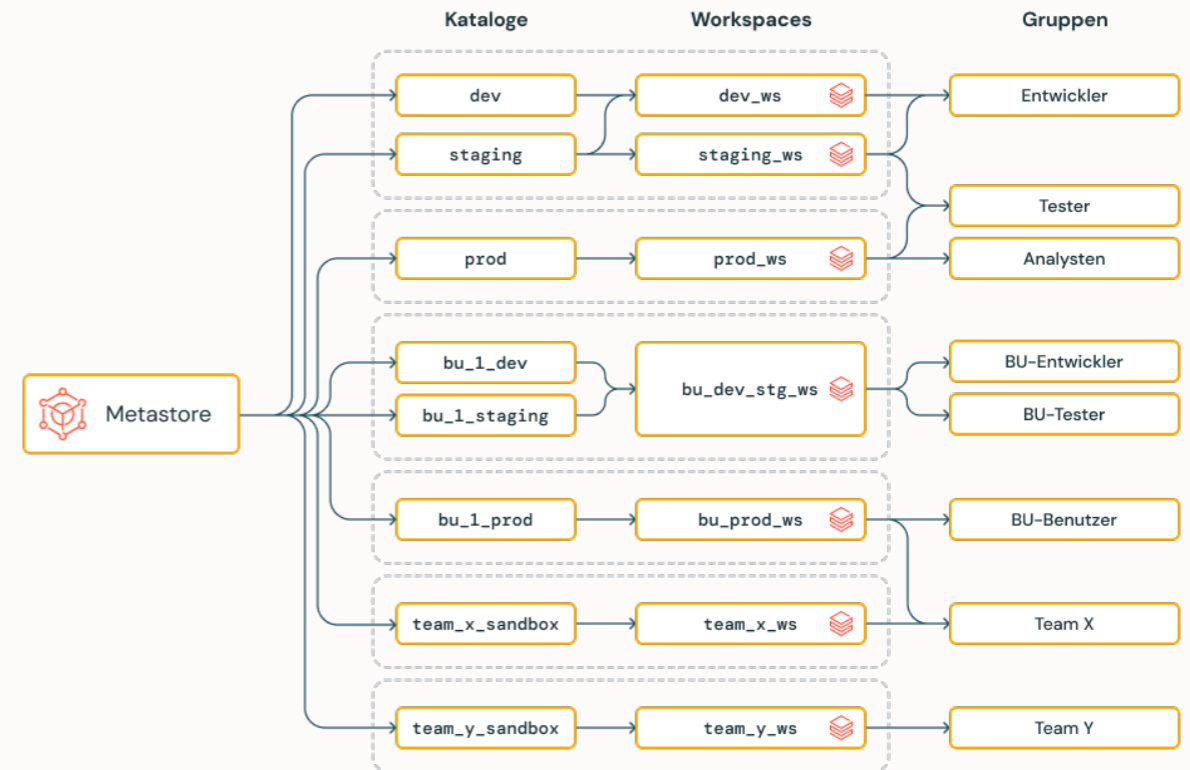 Kataloge
Workspaces
Gruppen
dev
dev_ws
Entwickler
staging
staging_ws
Tester
prod
prod_ws
Analysten
bu_1_dev
bu_dev_stg_ws
BU-Entwickler
Metastore
bu_1_staging
BU-Tester
bu_1_prod
bu_prod_ws
BU-Benutzer
team_x_sandbox
team_x_ws
Team X
team_y_sandbox
team_y_ws
Team Y